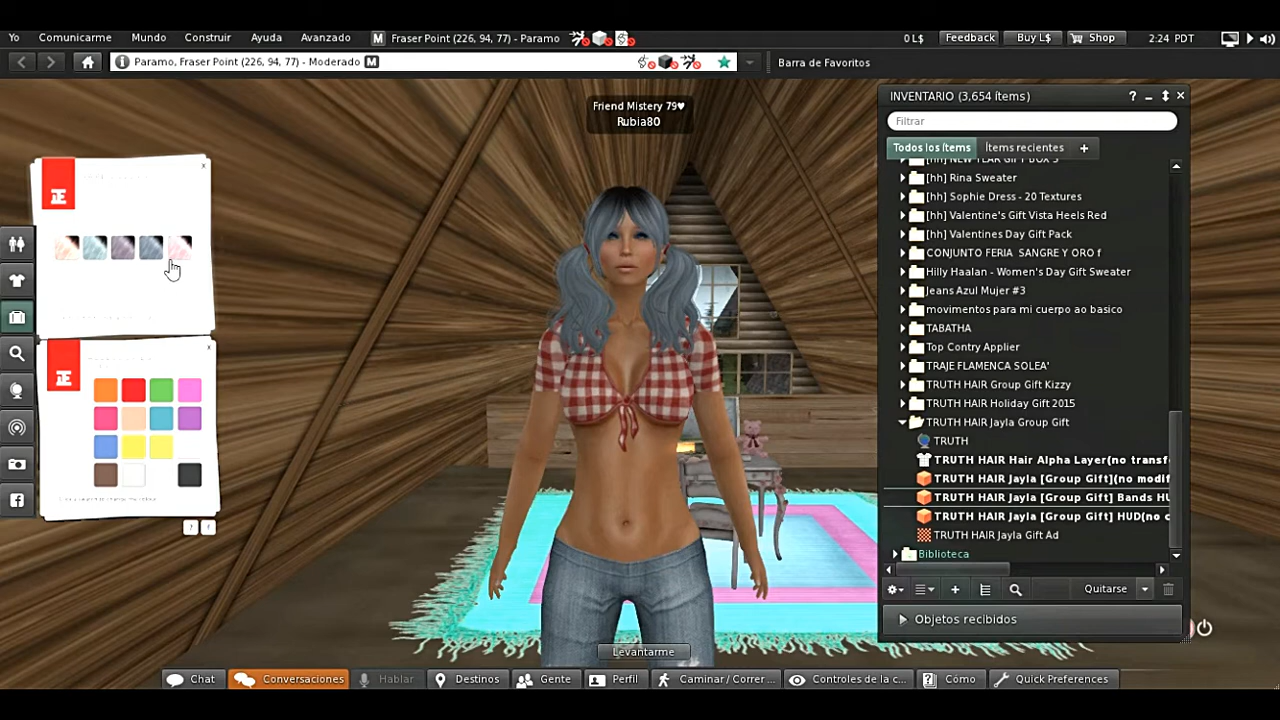 Yo Comunicarme Mundo Construir Ayuda Avanzado M Fraser Point (226, 94, 77) - Paramo 0 L$ Feedback Buy L$ Shop 2:24 PDT
Paramo, Fraser Point (226, 94, 77) - Moderado M Barra de Favoritos
Friend Mistery 79♥
Rubia80
INVENTARIO (3,654 ítems) ?
Filtrar
Todos los ítems Ítems recientes +
[hh] NEW YEAR GIFT BOX 5
[hh] Rina Sweater
[hh] Sophie Dress - 20 Textures
[hh] Valentine's Gift Vista Heels Red
[hh] Valentines Day Gift Pack
CONJUNTO FERIA SANGRE Y ORO f
Hilly Haalan - Women's Day Gift Sweater
Jeans Azul Mujer #3
movimentos para mi cuerpo ao basico
TABATHA
Top Contry Applier
TRAJE FLAMENCA SOLEA'
TRUTH HAIR Group Gift Kizzy
TRUTH HAIR Holiday Gift 2015
TRUTH HAIR Jayla Group Gift
TRUTH
TRUTH HAIR Hair Alpha Layer(no transf
TRUTH HAIR Jayla [Group Gift](no modif
TRUTH HAIR Jayla [Group Gift] Bands HU
TRUTH HAIR Jayla [Group Gift] HUD(no c
TRUTH HAIR Jayla Gift Ad
Biblioteca
Quitarse
Objetos recibidos
Levantarme
Chat Conversaciones Hablar Destinos Gente Perfil Caminar / Correr ... Controles de la c... Cómo Quick Preferences